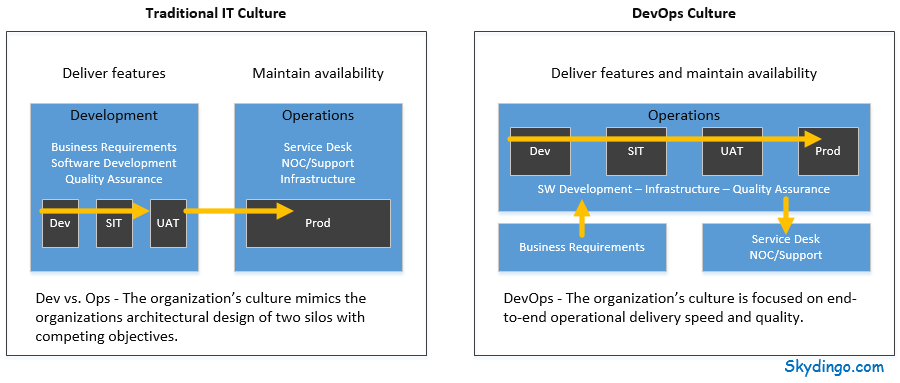 Traditional IT Culture
Deliver features
Maintain availability
Development
Business Requirements
Software Development
Quality Assurance
Dev
SIT
UAT
Operations
Service Desk
NOC/Support
Infrastructure
Prod
Dev vs. Ops - The organization's culture mimics the
organizations architectural design of two silos with
competing objectives.
DevOps Culture
Deliver features and maintain availability
Operations
Dev
SIT
UAT
Prod
SW Development – Infrastructure – Quality Assurance
Business Requirements
Service Desk
NOC/Support
DevOps - The organization's culture is focused on end-
to-end operational delivery speed and quality.
Skydingo.com